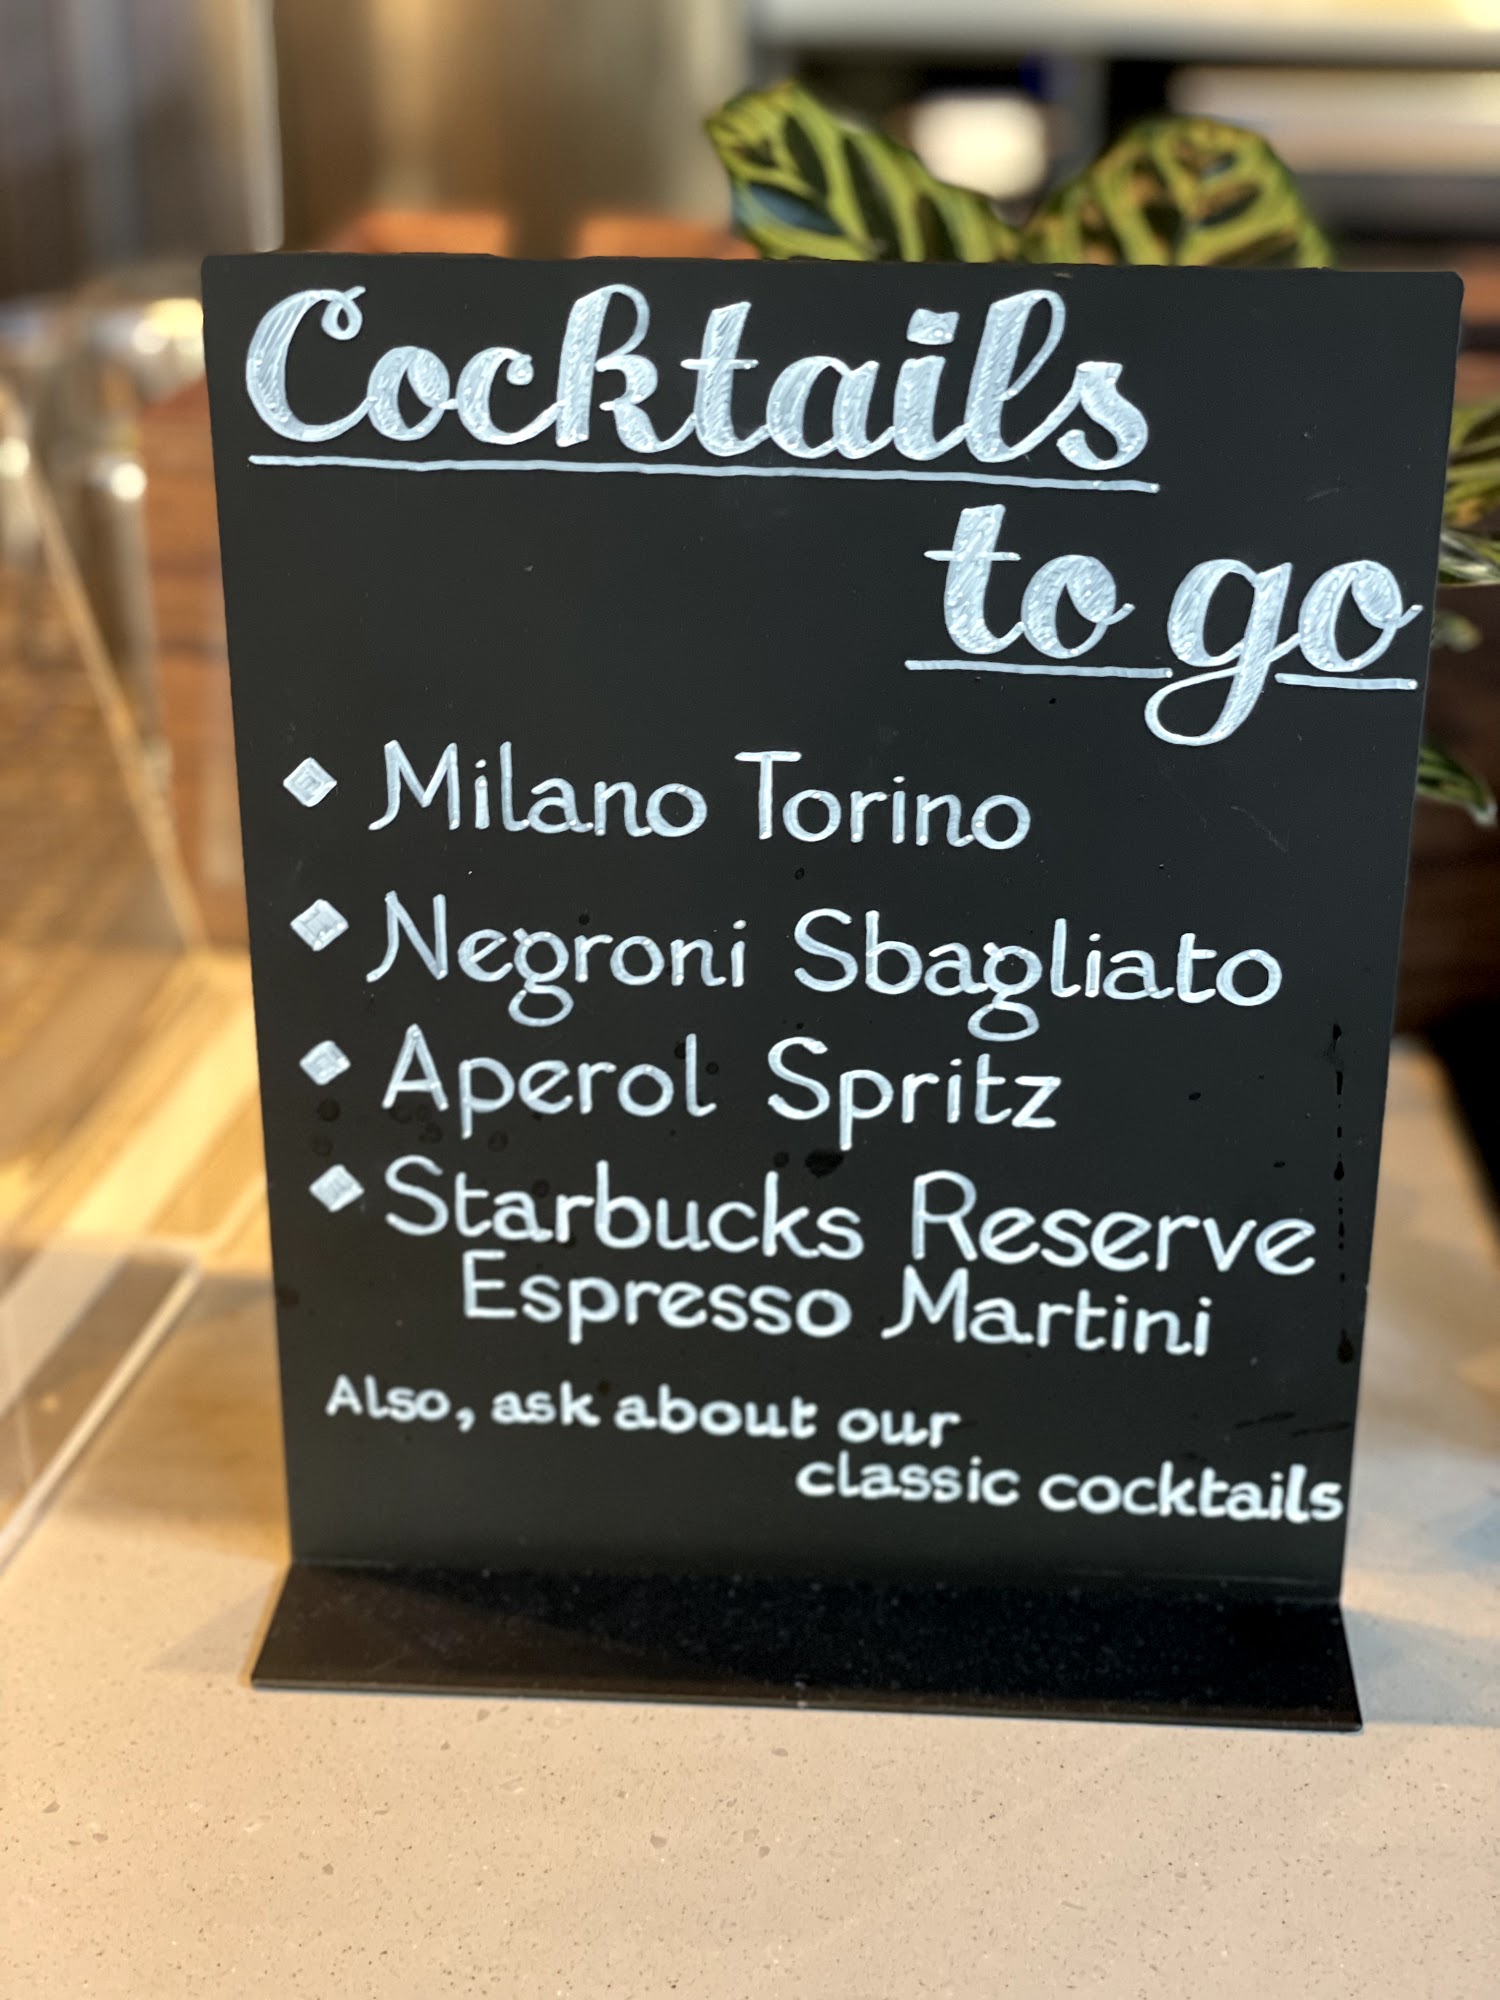 Cocktails
to go
Milano Torino
Negroni Sbagliato
Aperol Spritz
Starbucks Reserve
Espresso Martini
Also, ask about our
classic cocktails